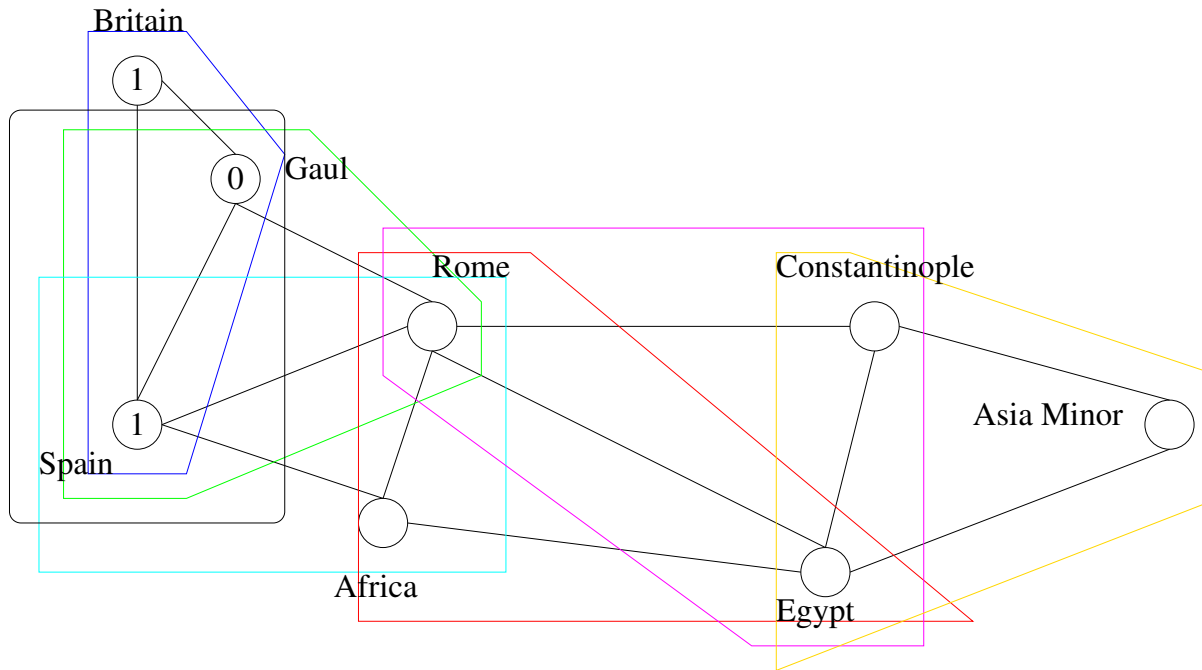 Britain
1
0
Gaul
Rome
Constantinople
1
Asia Minor
Spain
Africa
Egypt